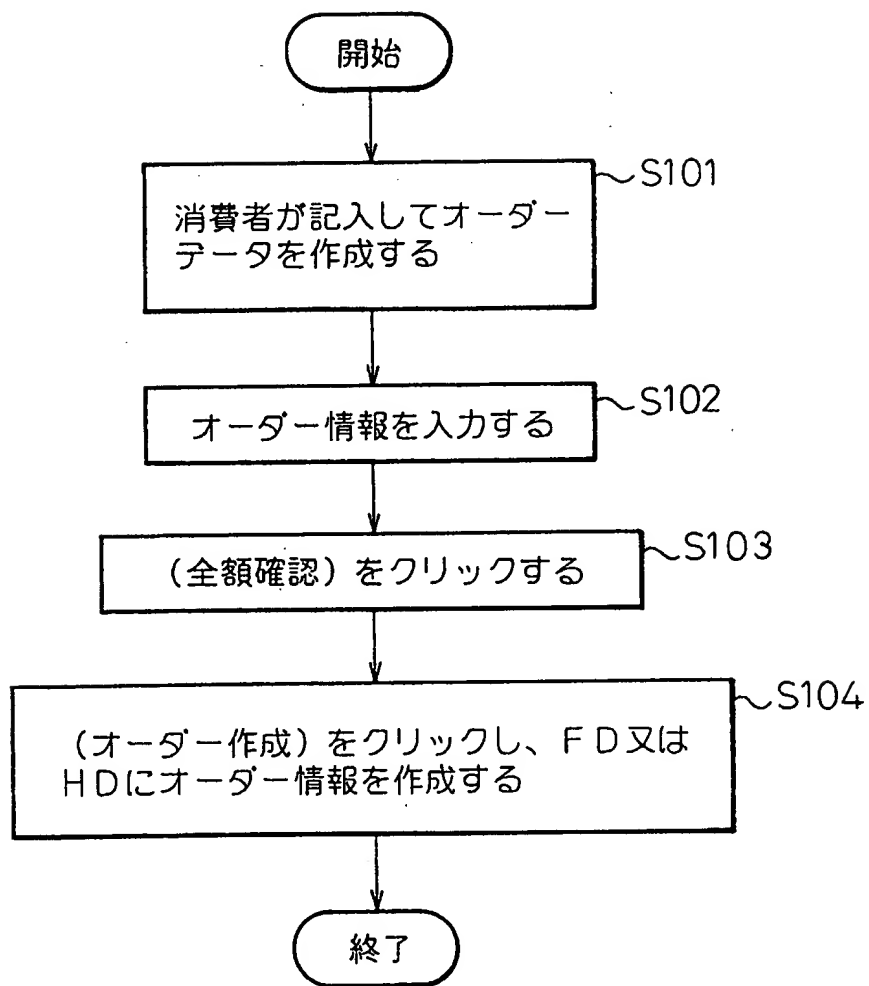 開始
S101
消費者が記入してオーダー
データを作成する
S102
オーダー情報を入力する
S103
（全額確認）をクリックする
S104
（オーダー作成）をクリックし、ＦＤ又は
ＨＤにオーダー情報を作成する
終了